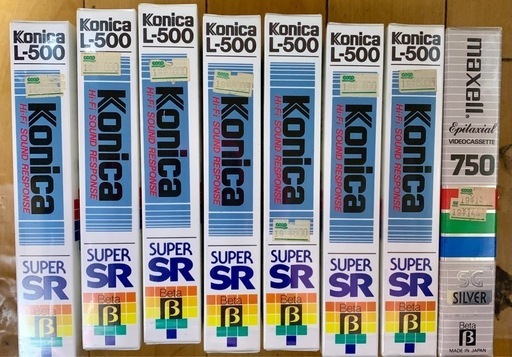 Konica
L-500
Konica
HI-FI SOUND RESPONSE
SUPER
SR
Beta
β
Konica
L-500
Konica
HI-FI SOUND RESPONSE
SUPER
SR
Beta
β
Konica
L-500
Konica
HI-FI SOUND RESPONSE
SUPER
SR
Beta
β
Konica
L-500
Konica
HI-FI SOUND RESPONSE
SUPER
SR
Beta
β
Konica
L-500
Konica
HI-FI SOUND RESPONSE
SUPER
SR
Beta
β
Konica
L-500
Konica
HI-FI SOUND RESPONSE
SUPER
SR
Beta
β
Konica
L-500
Konica
HI-FI SOUND RESPONSE
SUPER
SR
Beta
β
maxell
Epitaxial
VIDEOCASSETTE
750
SG
SILVER
Beta
β
MADE IN JAPAN